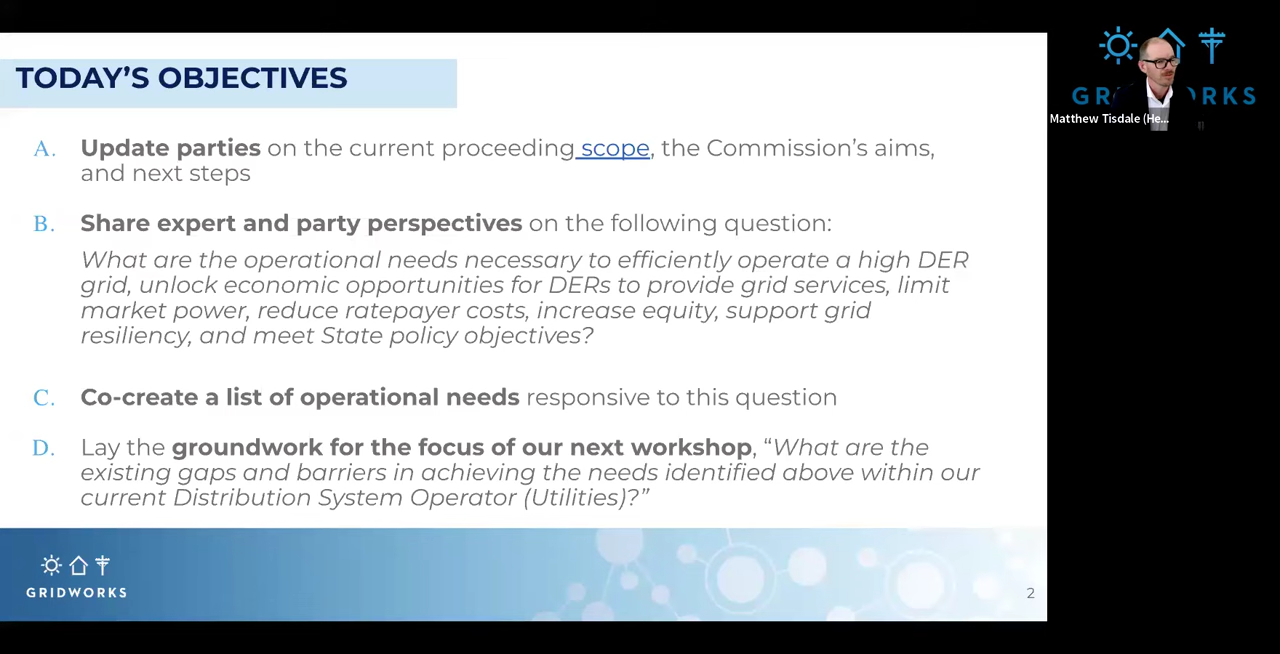 TODAY’S OBJECTIVES
A. Update parties on the current proceeding scope, the Commission’s aims,
and next steps
B. Share expert and party perspectives on the following question:
What are the operational needs necessary to efficiently operate a high DER
grid, unlock economic opportunities for DERs to provide grid services, limit
market power, reduce ratepayer costs, increase equity, support grid
resiliency, and meet State policy objectives?
C. Co-create a list of operational needs responsive to this question
D. Lay the groundwork for the focus of our next workshop, “What are the
existing gaps and barriers in achieving the needs identified above within our
current Distribution System Operator (Utilities)?”
GRIDWORKS
2
Matthew Tisdale (He...